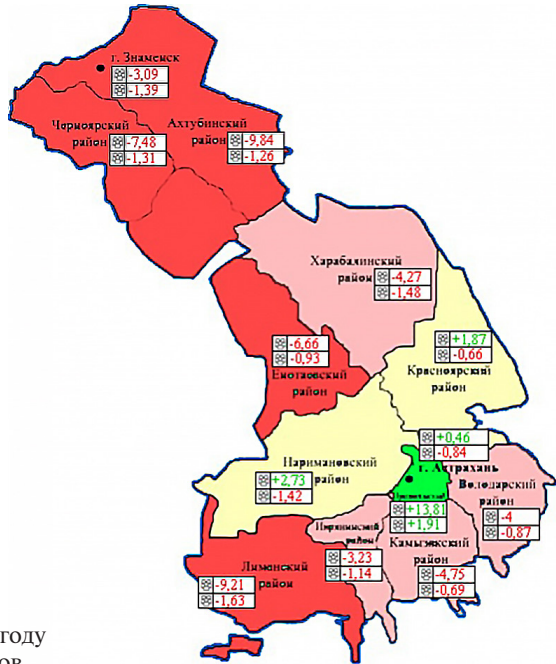 г. Знаменск
-3,09
-1,39
Черноярский
район
-7,48
-1,31
Ахтубинский
район
-9,84
-1,26
Харабалинский
район
-4,27
-1,48
-6,66
-0,93
Енотаевский
район
+1,87
-0,66
Красноярский
район
+0,46
-0,84
г. Астрахань
Наримановский
район
+2,73
-1,42
Володарский
район
-4
-0,87
+13,81
+1,91
район
-3,23
-1,14
Камызякский
район
-4,75
-0,69
Лиманский
район
-9,21
-1,63
году
ов